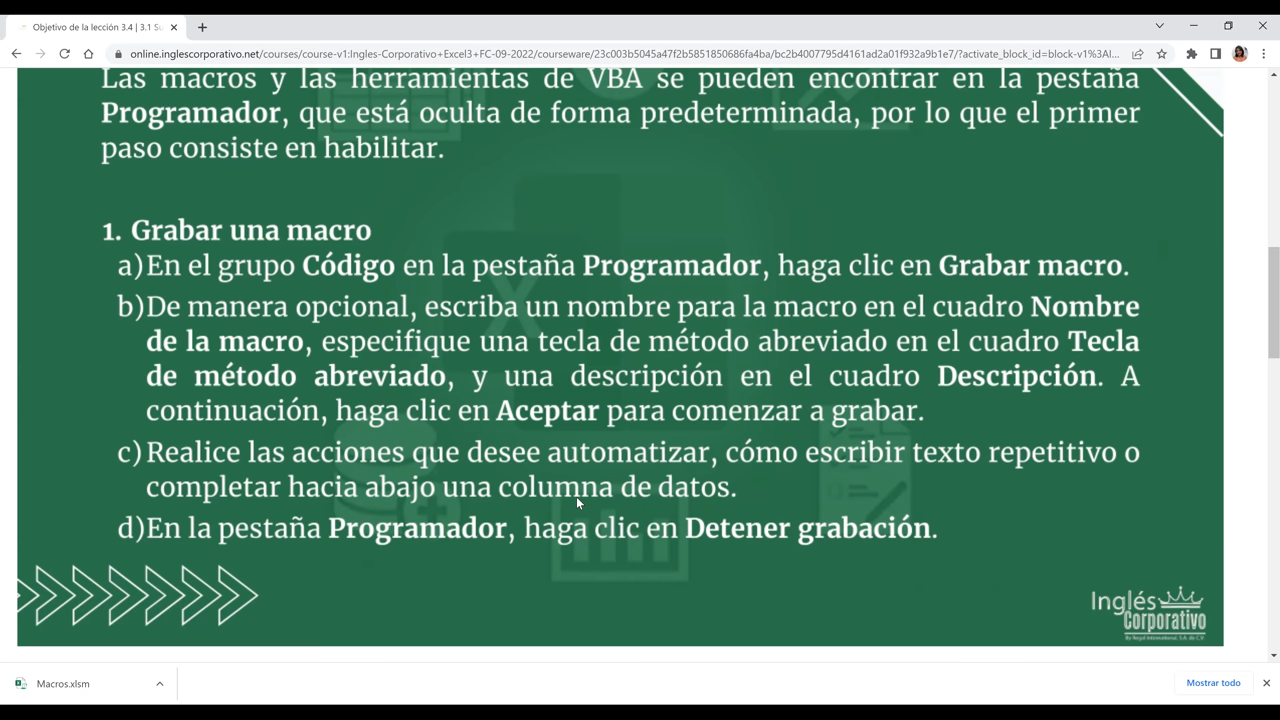 Objetivo de la lección 3.4 | 3.1 Su
online.inglescorporativo.net/courses/course-v1:Ingles-Corporativo+Excel3+FC-09-2022/courseware/23c003b5045a47f2b5851850686fa4ba/bc2b4007795d4161ad2a01f932a9b1e7/?activate_block_id=block-v1%3AI...
Las macros y las herramientas de VBA se pueden encontrar en la pestaña
Programador, que está oculta de forma predeterminada, por lo que el primer
paso consiste en habilitar.
1. Grabar una macro
a) En el grupo Código en la pestaña Programador, haga clic en Grabar macro.
b) De manera opcional, escriba un nombre para la macro en el cuadro Nombre
de la macro, especifique una tecla de método abreviado en el cuadro Tecla
de método abreviado, y una descripción en el cuadro Descripción. A
continuación, haga clic en Aceptar para comenzar a grabar.
c) Realice las acciones que desee automatizar, cómo escribir texto repetitivo o
completar hacia abajo una columna de datos.
d) En la pestaña Programador, haga clic en Detener grabación.
Inglés
Corporativo
By Regal International, S.A. de C.V.
Macros.xlsm
Mostrar todo